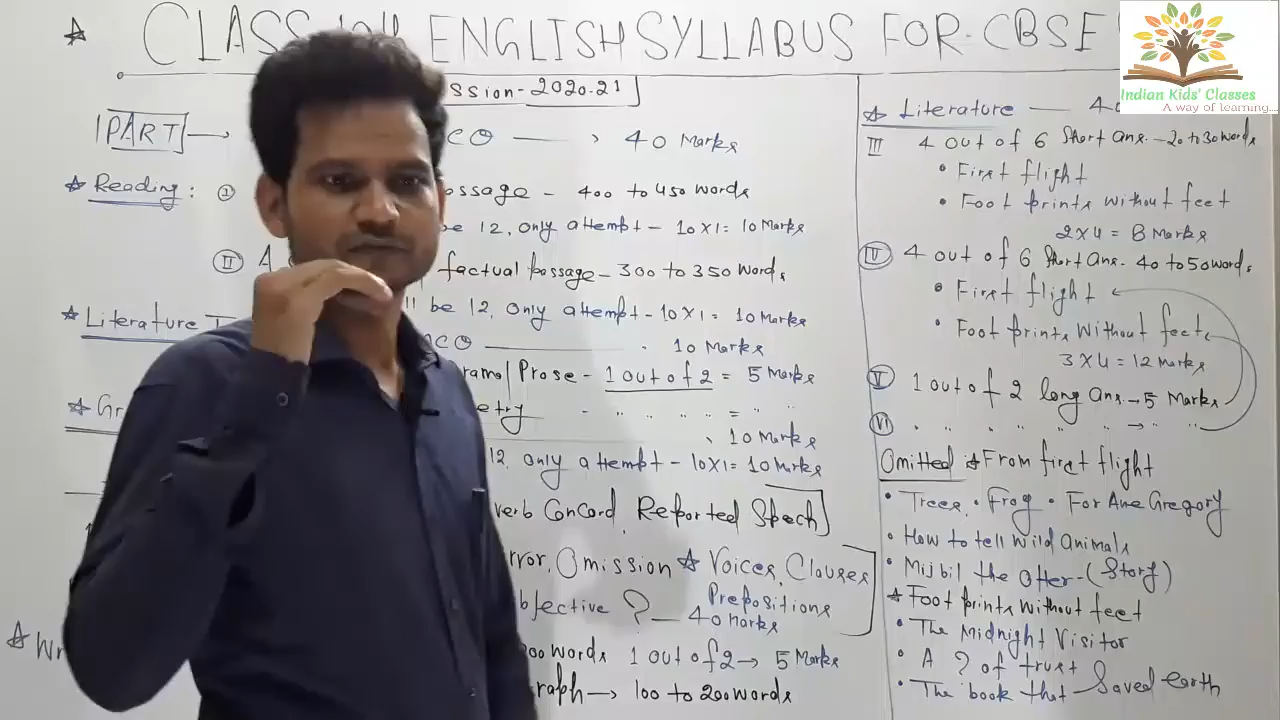 ☆ CLASS 10th ENGLISH SYLLABUS FOR-CBSE
ssion-2020-21
Indian Kids' Classes
A way of learning...
PART →
CQ —— > 40 Marks
☆ Reading : ①
assage - 400 to 450 words
be 12, only attempt - 10x1= 10 Marks
Ⅱ A
factual passage - 300 to 350 words
ll be 12, only attempt - 10x1= 10 Marks
☆ Literature
MCQ —— 10 Marks
rama/Prose - 1 out of 2 = 5 Marks
☆ Gr
etry - " " " " = " "
10 Marks
12, only attempt - 10x1= 10 Marks
verb Concord, Reported Speech]
rror, Omission ☆ Voices, Clauses
Prepositions
bjective ? — 40 Marks
☆ Wr
200 words 1 out of 2 → 5 Marks
raph → 100 to 200 words
☆ Literature — 40
III 4 out of 6 Short Ans. - 20 to 30 words
• First flight
• Foot prints without feet
2x4 = 8 Marks
IV 4 out of 6 Short Ans. 40 to 50 words
• First flight
• Foot prints Without feet
3x4 = 12 Marks
V 1 out of 2 long Ans. → 5 Marks
VI " " " " " " → " "
Omitted ☆ From first flight
• Trees • Frog • For Ane Gregory
• How to tell wild animals
• Mijbil the Otter - (Story)
☆ Foot prints without feet
• The Midnight Visitor
• A ? of trust
• The book that Saved earth